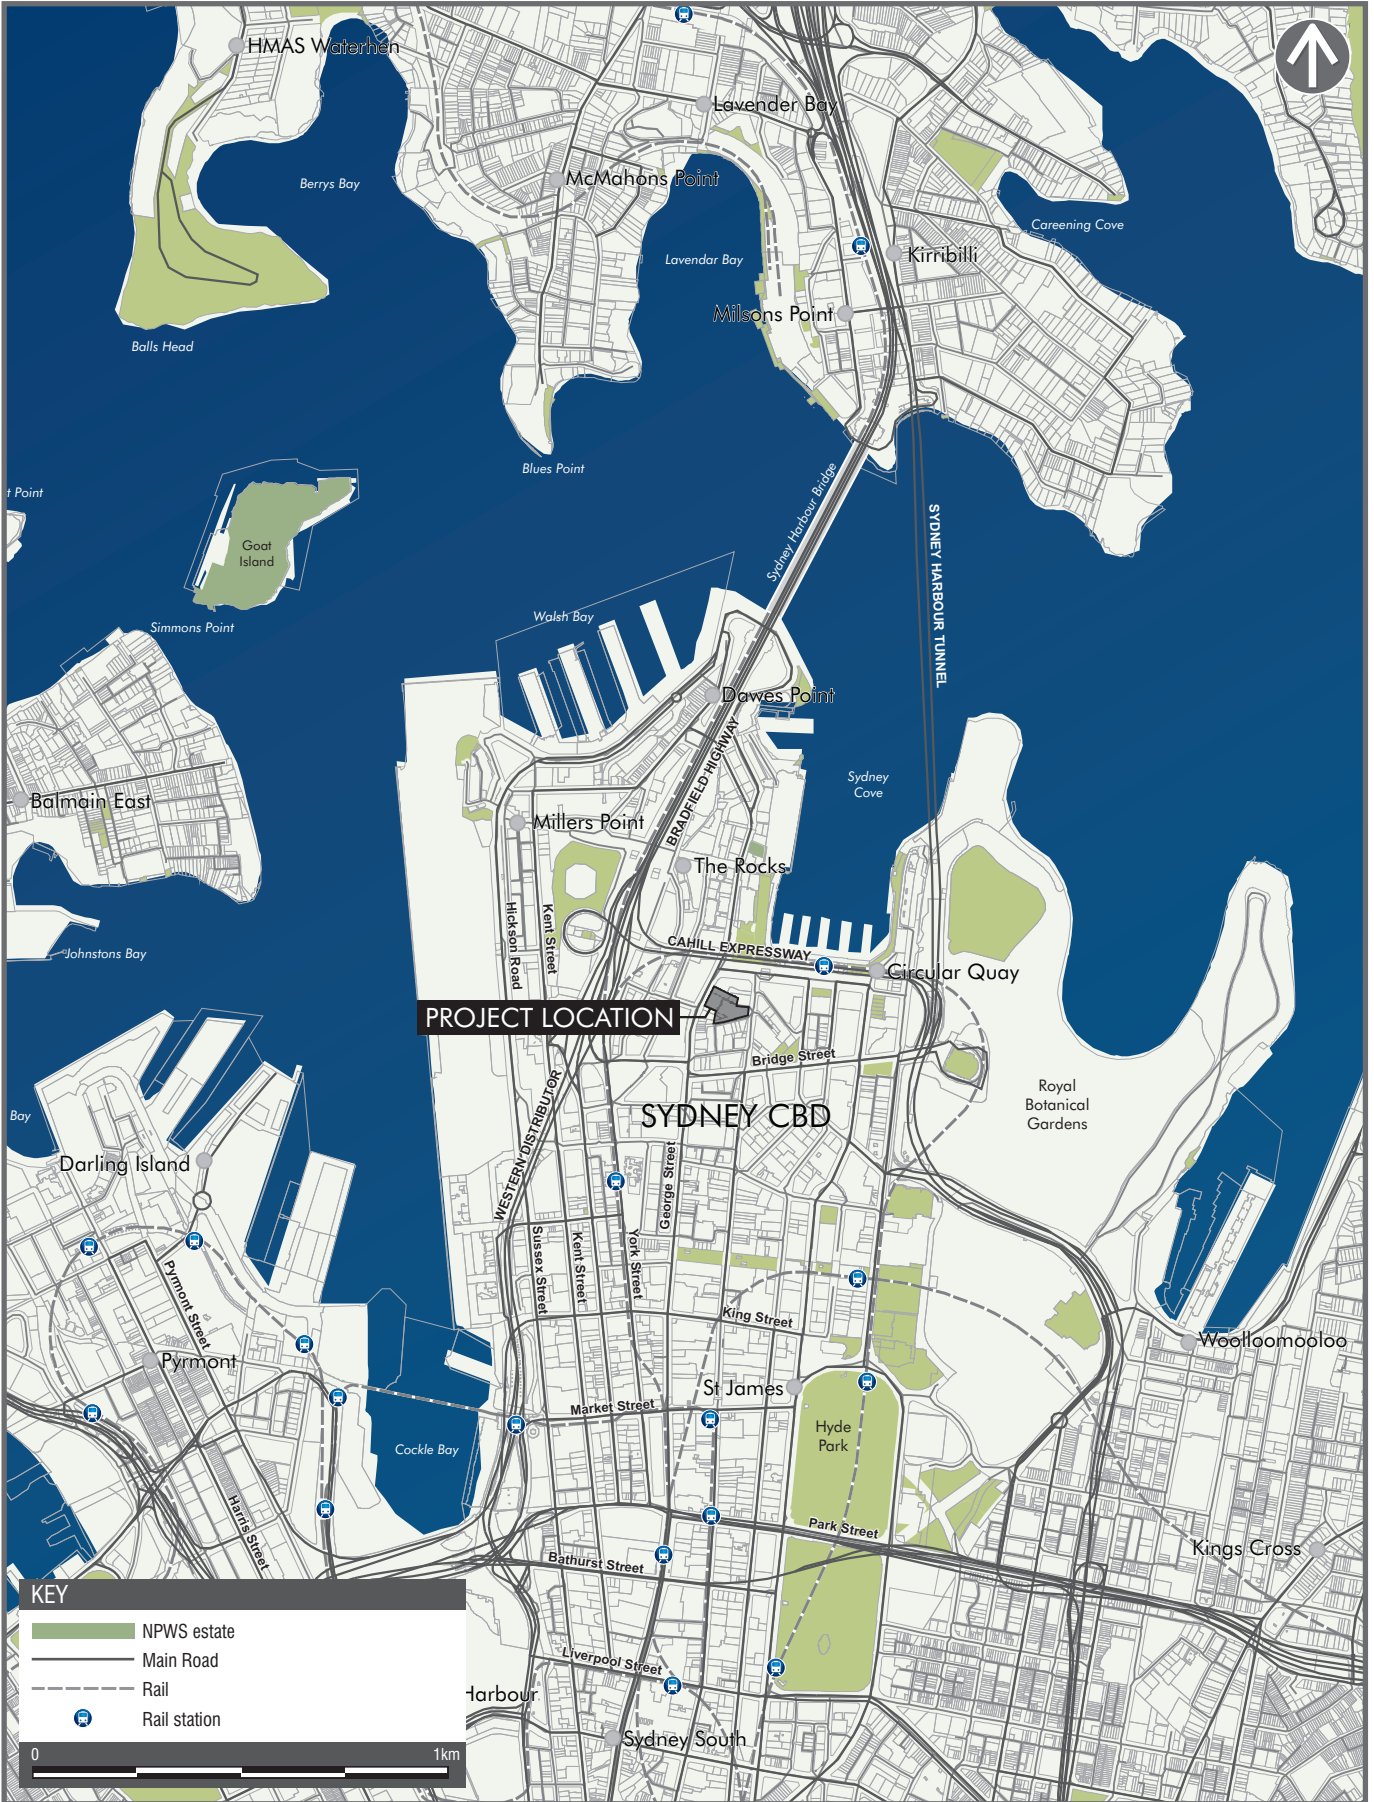 HMAS Waterhen
Lavender Bay
McMahons Point
Berrys Bay
Careening Cove
Lavendar Bay
Kirribilli
Milsons Point
Balls Head
Blues Point
t Point
Sydney Harbour Bridge
SYDNEY HARBOUR TUNNEL
Goat
Island
Simmons Point
Walsh Bay
Dawes Point
BRADFIELD HIGHWAY
Sydney
Cove
Balmain East
Millers Point
The Rocks
Hickson Road
Kent Street
Johnstons Bay
CAHILL EXPRESSWAY
Circular Quay
PROJECT LOCATION
Bridge Street
Royal
Botanical
Gardens
Bay
SYDNEY CBD
WESTERN DISTRIBUTOR
George Street
Darling Island
Sussex Street
Kent Street
York Street
Pyrmont Street
King Street
Woolloomooloo
Pyrmont
St James
Market Street
Hyde
Park
Cockle Bay
Harris Street
Park Street
Kings Cross
Bathurst Street
KEY
NPWS estate
Main Road
Rail
Rail station
0 1km
Liverpool Street
Harbour
Sydney South